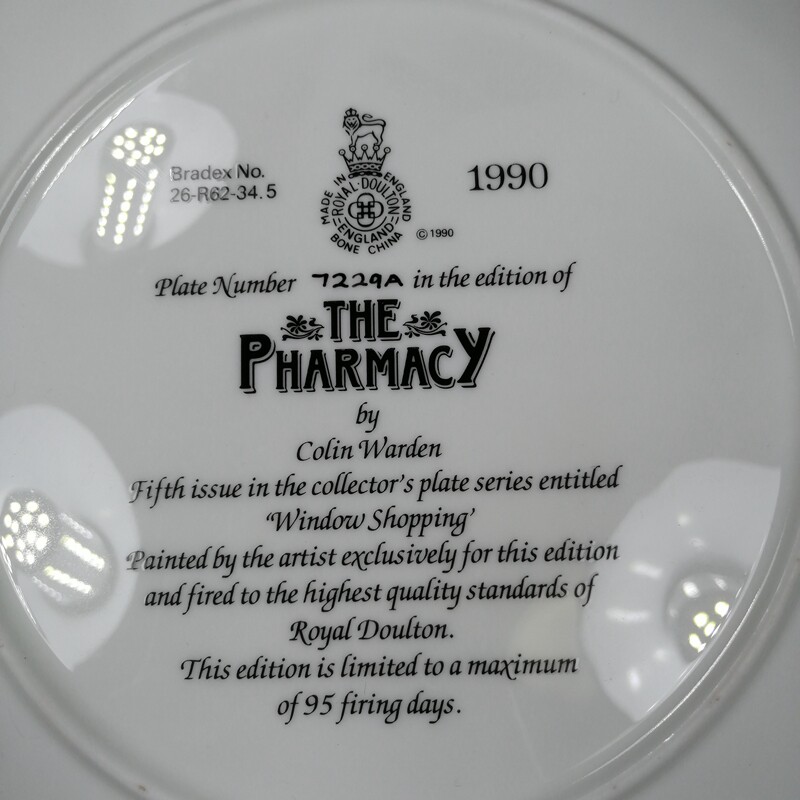 Bradex No.
26-R62-34.5
MADE IN ENGLAND
ROYAL·DOULTON
ENGLAND
BONE CHINA
© 1990
1990
Plate Number 7229A in the edition of
THE
PHARMACY
by
Colin Warden
Fifth issue in the collector's plate series entitled
'Window Shopping'
Painted by the artist exclusively for this edition
and fired to the highest quality standards of
Royal Doulton.
This edition is limited to a maximum
of 95 firing days.